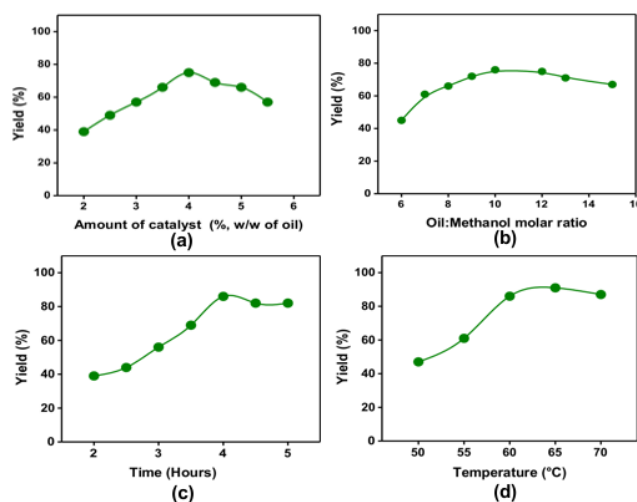 100
80
60
40
20
0
Yield (%)
2 3 4 5 6
Amount of catalyst (%, w/w of oil)
(a)
100
80
60
40
20
0
Yield (%)
6 8 10 12 14 16
Oil:Methanol molar ratio
(b)
100
80
60
40
20
0
Yield (%)
2 3 4 5
Time (Hours)
(c)
100
80
60
40
20
0
Yield (%)
50 55 60 65 70
Temperature (°C)
(d)